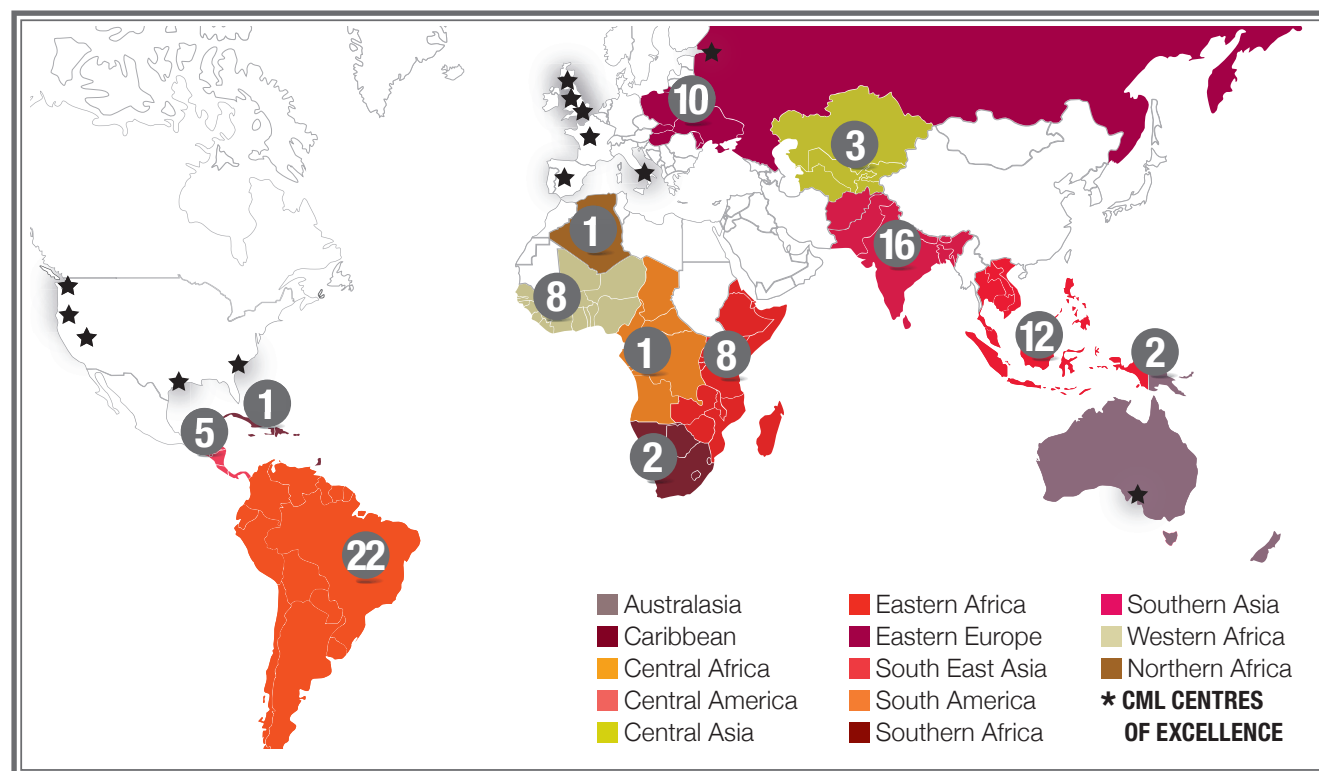 10
3
1
16
8
12
1
8
2
1
5
2
22
Australasia
Caribbean
Central Africa
Central America
Central Asia
Eastern Africa
Eastern Europe
South East Asia
South America
Southern Africa
Southern Asia
Western Africa
Northern Africa
* CML CENTRES
OF EXCELLENCE